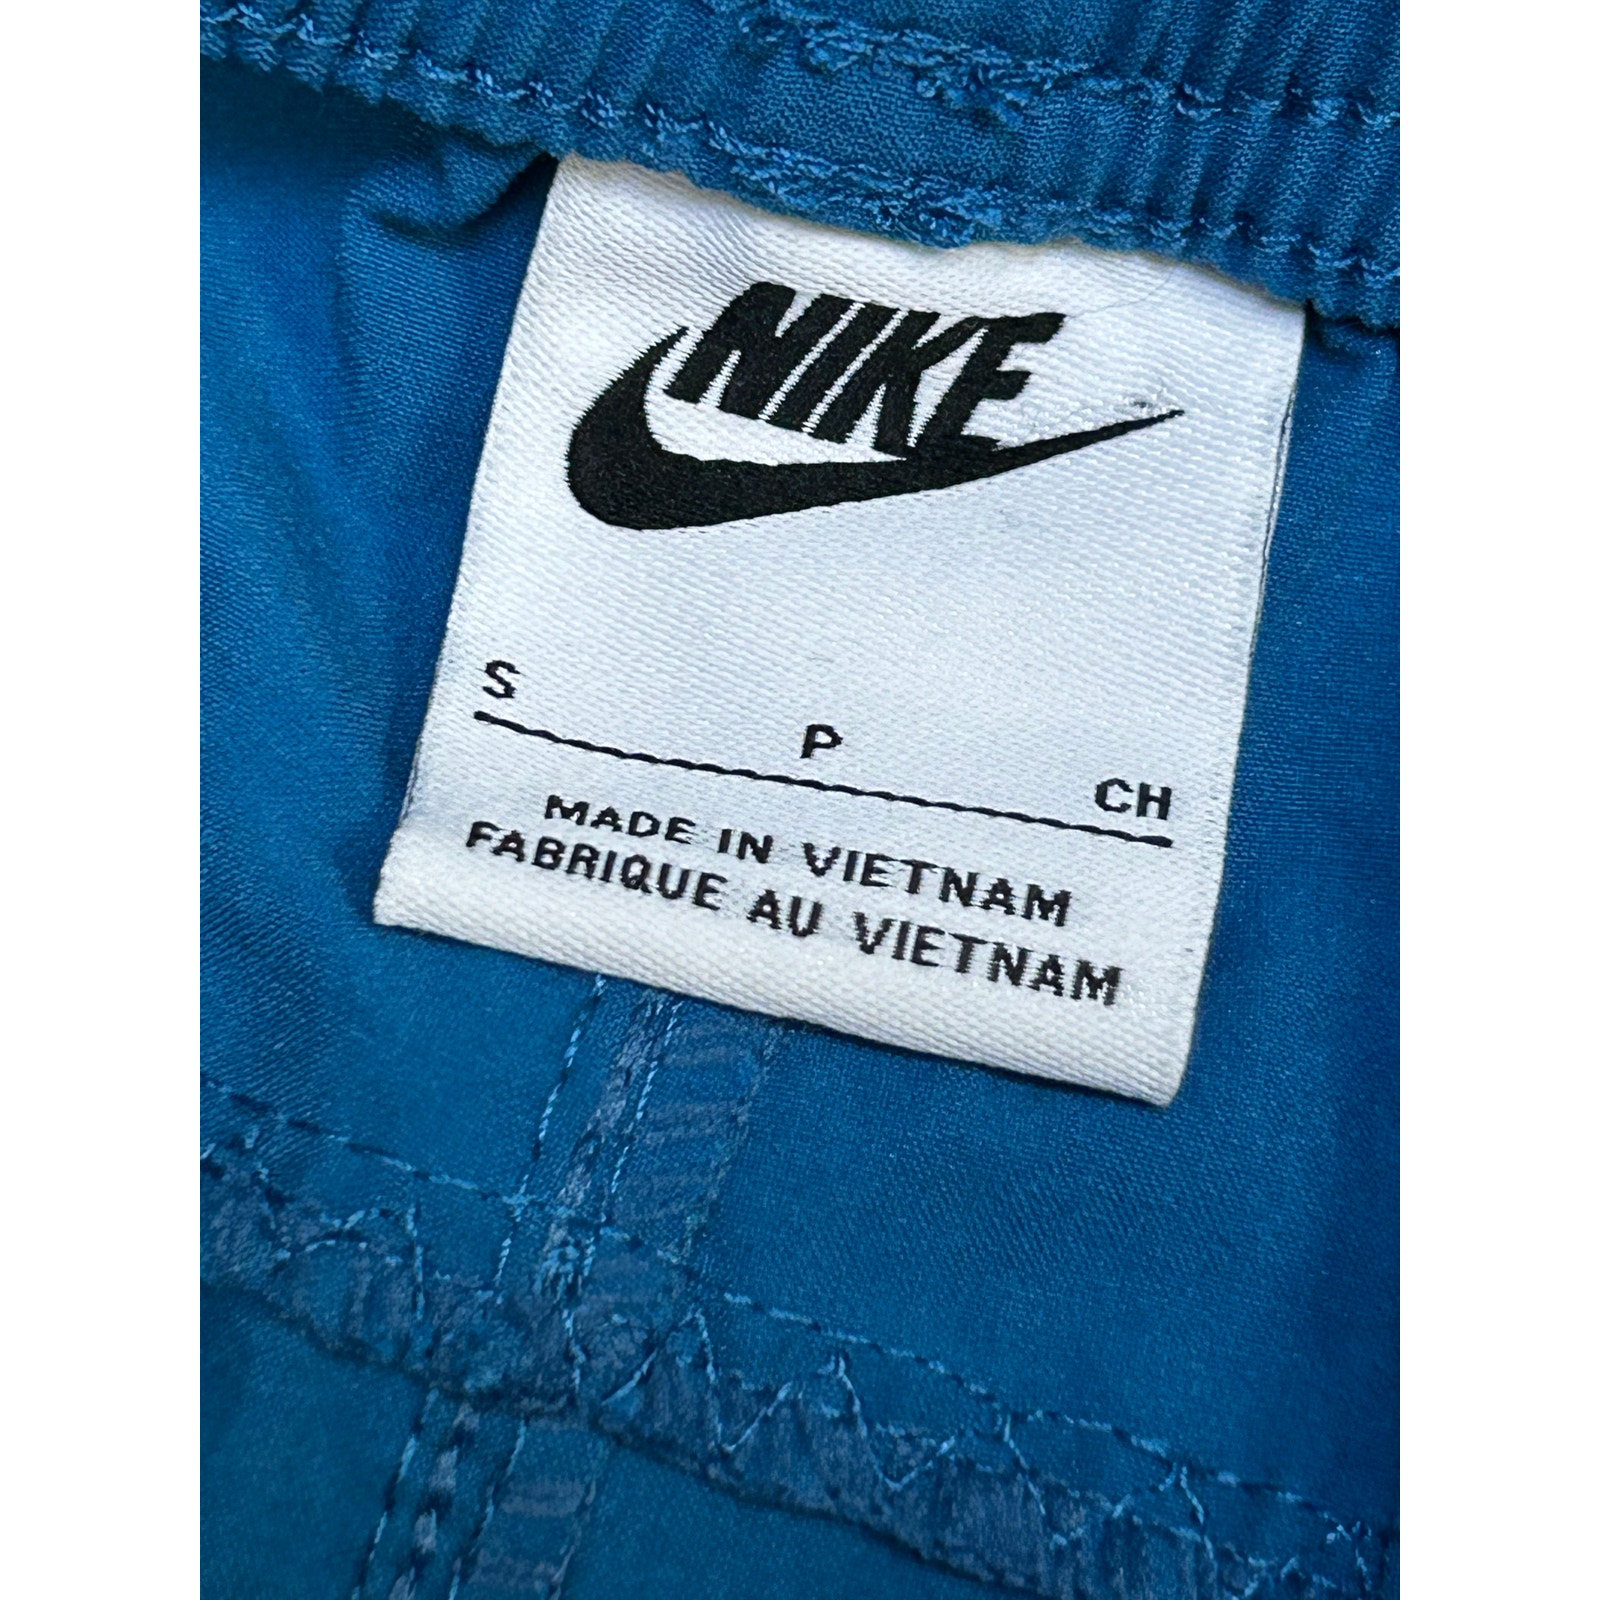 NIKE
S P CH
MADE IN VIETNAM
FABRIQUE AU VIETNAM